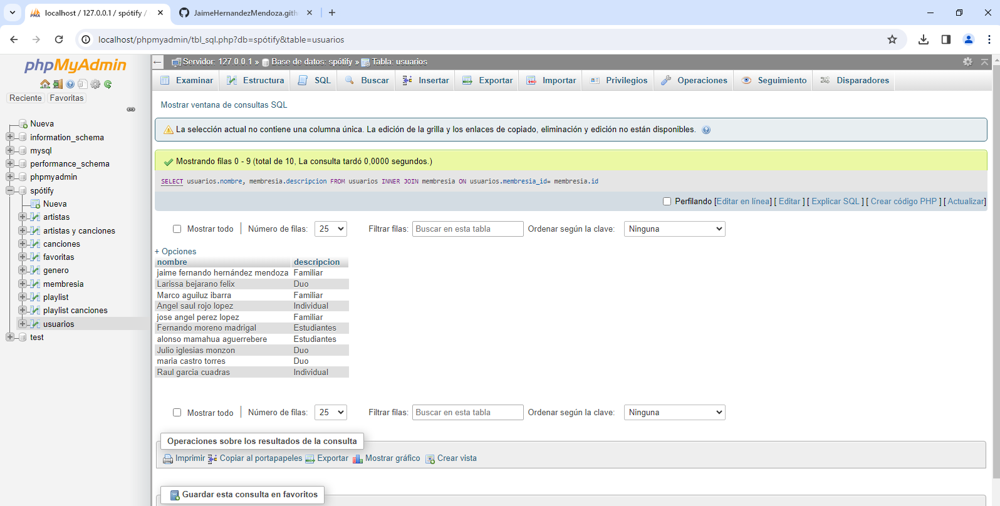 localhost / 127.0.0.1 / spótify /
JaimeHernandezMendoza.gith
localhost/phpmyadmin/tbl_sql.php?db=spótify&table=usuarios
phpMyAdmin
Reciente Favoritas
Nueva
information_schema
mysql
performance_schema
phpmyadmin
spótify
Nueva
artistas
artistas y canciones
canciones
favoritas
genero
membresia
playlist
playlist canciones
usuarios
test
Servidor: 127.0.0.1 » Base de datos: spótify » Tabla: usuarios
Examinar Estructura SQL Buscar Insertar Exportar Importar Privilegios Operaciones Seguimiento Disparadores
Mostrar ventana de consultas SQL
La selección actual no contiene una columna única. La edición de la grilla y los enlaces de copiado, eliminación y edición no están disponibles.
Mostrando filas 0 - 9 (total de 10, La consulta tardó 0,0000 segundos.)
SELECT usuarios.nombre, membresia.descripcion FROM usuarios INNER JOIN membresia ON usuarios.membresia_id= membresia.id
Perfilando [Editar en línea] [ Editar ] [ Explicar SQL ] [ Crear código PHP ] [ Actualizar]
Mostrar todo | Número de filas: 25 Filtrar filas: Buscar en esta tabla Ordenar según la clave: Ninguna
+ Opciones
nombre descripcion
jaime fernando hernández mendoza Familiar
Larissa bejarano felix Duo
Marco aguiluz ibarra Familiar
Angel saul rojo lopez Individual
jose angel perez lopez Familiar
Fernando moreno madrigal Estudiantes
alonso mamahua aguerrebere Estudiantes
Julio iglesias monzon Duo
maria castro torres Duo
Raul garcia cuadras Individual
Mostrar todo | Número de filas: 25 Filtrar filas: Buscar en esta tabla Ordenar según la clave: Ninguna
Operaciones sobre los resultados de la consulta
Imprimir Copiar al portapapeles Exportar Mostrar gráfico Crear vista
Guardar esta consulta en favoritos